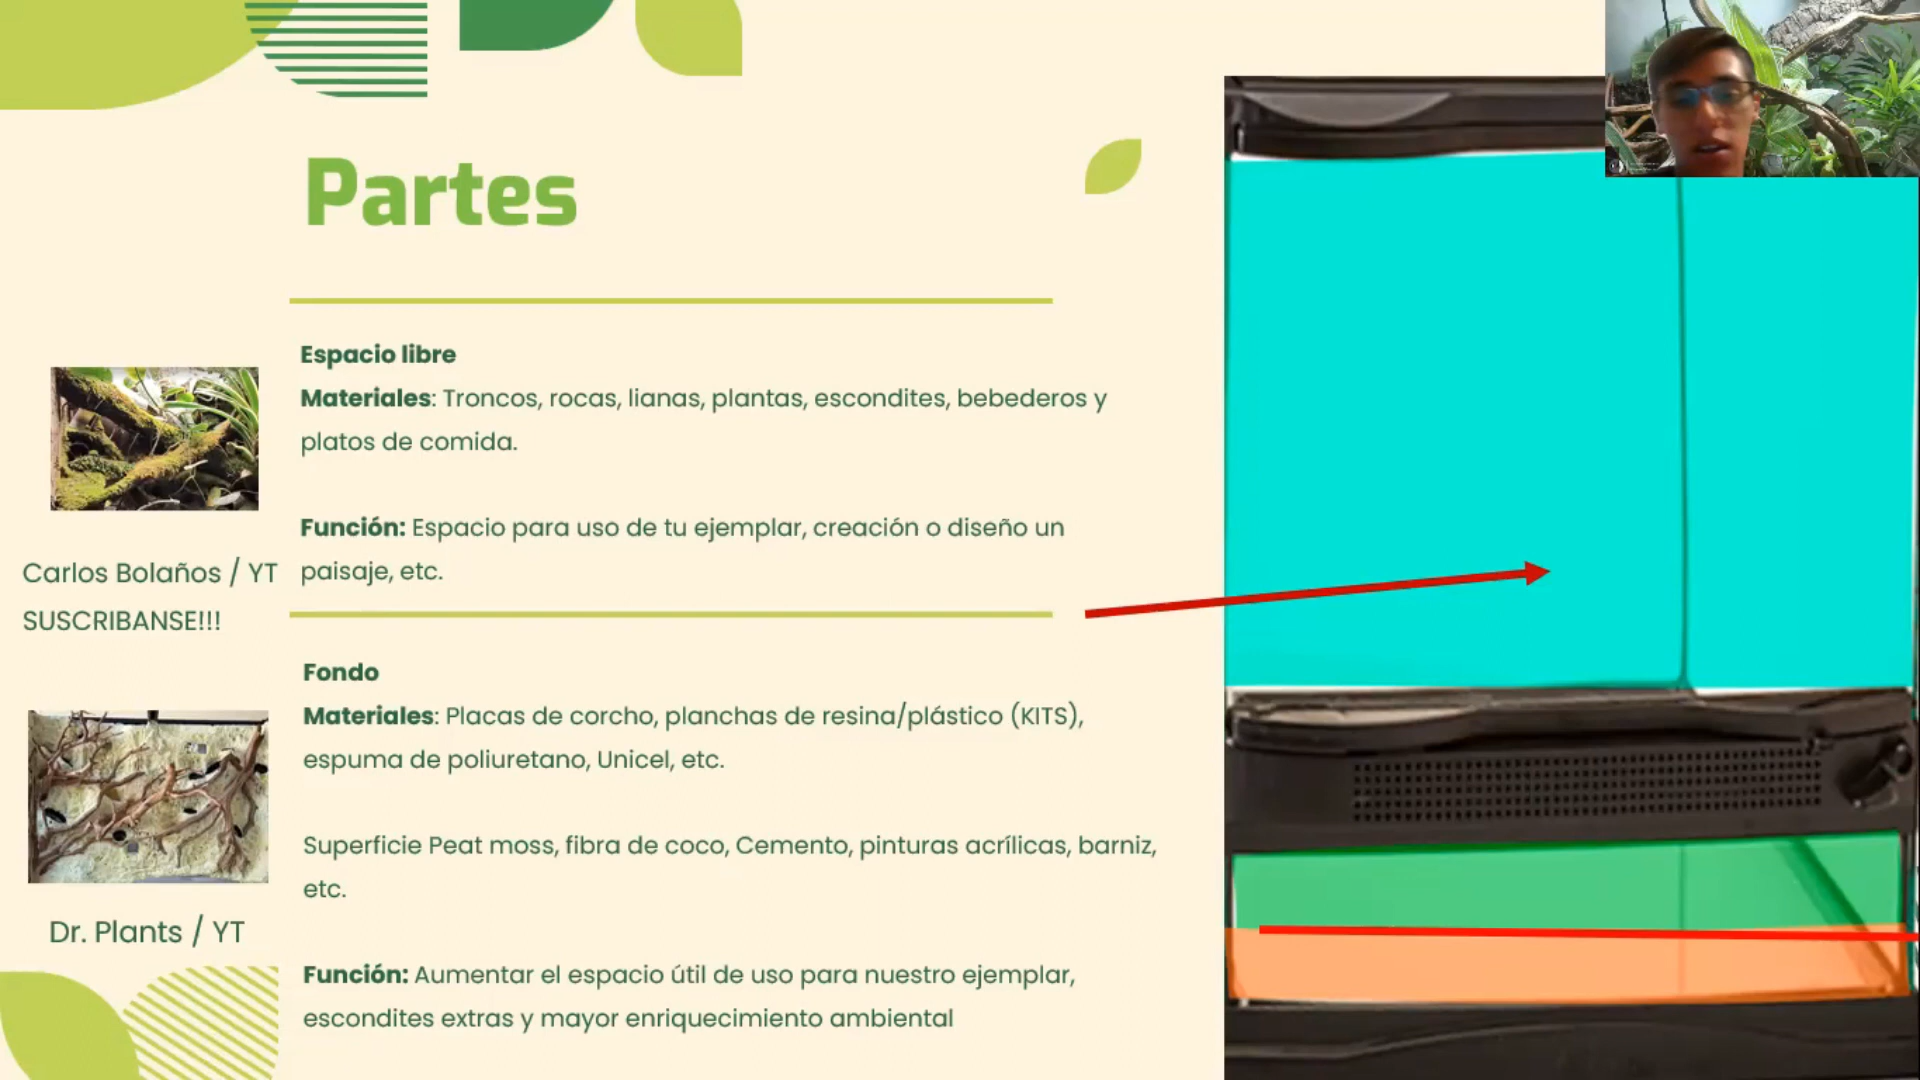 Partes
Espacio libre
Materiales: Troncos, rocas, lianas, plantas, escondites, bebederos y
platos de comida.
Función: Espacio para uso de tu ejemplar, creación o diseño un
paisaje, etc.
Carlos Bolaños / YT
SUSCRIBANSE!!!
Fondo
Materiales: Placas de corcho, planchas de resina/plástico (KITS),
espuma de poliuretano, Unicel, etc.
Superficie Peat moss, fibra de coco, Cemento, pinturas acrílicas, barniz,
etc.
Dr. Plants / YT
Función: Aumentar el espacio útil de uso para nuestro ejemplar,
escondites extras y mayor enriquecimiento ambiental